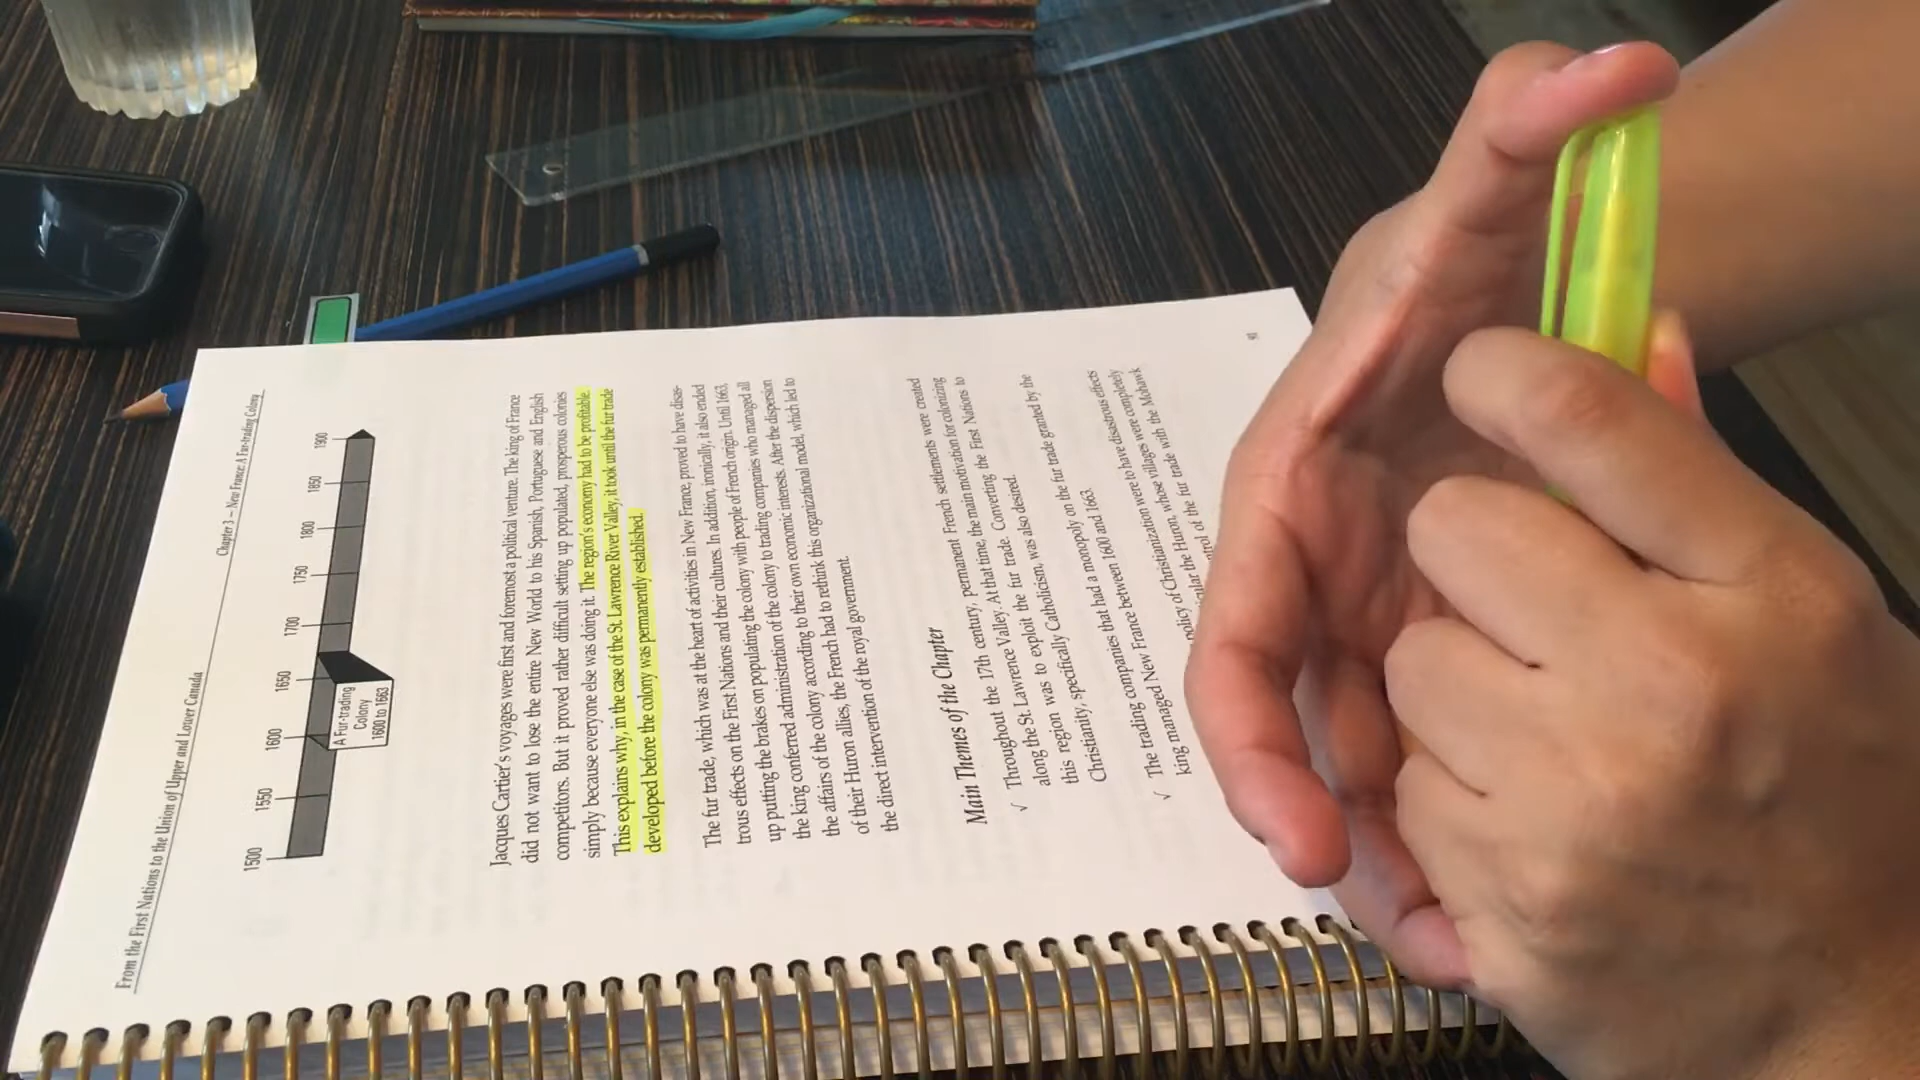 From the First Nations to the Union of Upper and Lower Canada
Chapter 3 – New France: A Fur-trading Colony
1500 1550 1600 1650 1700 1750 1800 1850 1900
A Fur-trading
Colony
1600 to 1663
Jacques Cartier's voyages were first and foremost a political venture. The king of France
did not want to lose the entire New World to his Spanish, Portuguese and English
competitors. But it proved rather difficult setting up populated, prosperous colonies
simply because everyone else was doing it. The region's economy had to be profitable.
This explains why, in the case of the St. Lawrence River Valley, it took until the fur trade
developed before the colony was permanently established.
The fur trade, which was at the heart of activities in New France, proved to have disas-
trous effects on the First Nations and their cultures. In addition, ironically, it also ended
up putting the brakes on populating the colony with people of French origin. Until 1663,
the king conferred administration of the colony to trading companies who managed all
the affairs of the colony according to their own economic interests. After the dispersion
of their Huron allies, the French had to rethink this organizational model, which led to
the direct intervention of the royal government.
Main Themes of the Chapter
√ Throughout the 17th century, permanent French settlements were created
along the St. Lawrence Valley. At that time, the main motivation for colonizing
this region was to exploit the fur trade. Converting the First Nations to
Christianity, specifically Catholicism, was also desired.
√ The trading companies that had a monopoly on the fur trade granted by the
king managed New France between 1600 and 1663.
policy of Christianization were to have disastrous effects
the Huron, whose villages were completely
of the fur trade with the Mohawk